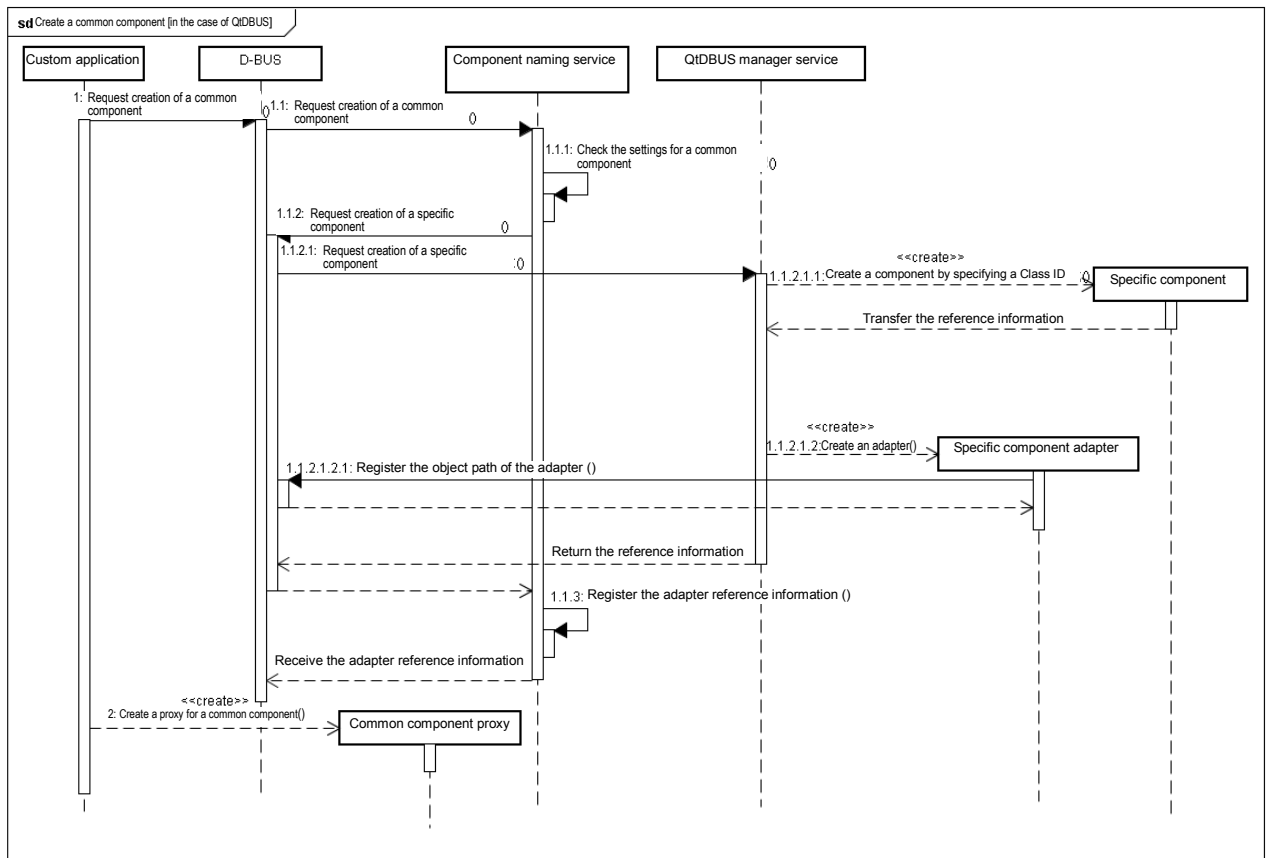 sd Create a common component [in the case of QtDBUS]
Custom application
D-BUS
Component naming service
QtDBUS manager service
1: Request creation of a common
component
()
1.1: Request creation of a common
component
()
1.1.1: Check the settings for a common
component
:()
1.1.2: Request creation of a specific
component
()
1.1.2.1: Request creation of a specific
component
:()
<<create>>
1.1.2.1.1:Create a component by specifying a Class ID
:()
Specific component
Transfer the reference information
<<create>>
1.1.2.1.2:Create an adapter()
Specific component adapter
1.1.2.1.2.1: Register the object path of the adapter ()
Return the reference information
1.1.3: Register the adapter reference information ()
Receive the adapter reference information
<<create>>
2: Create a proxy for a common component()
Common component proxy